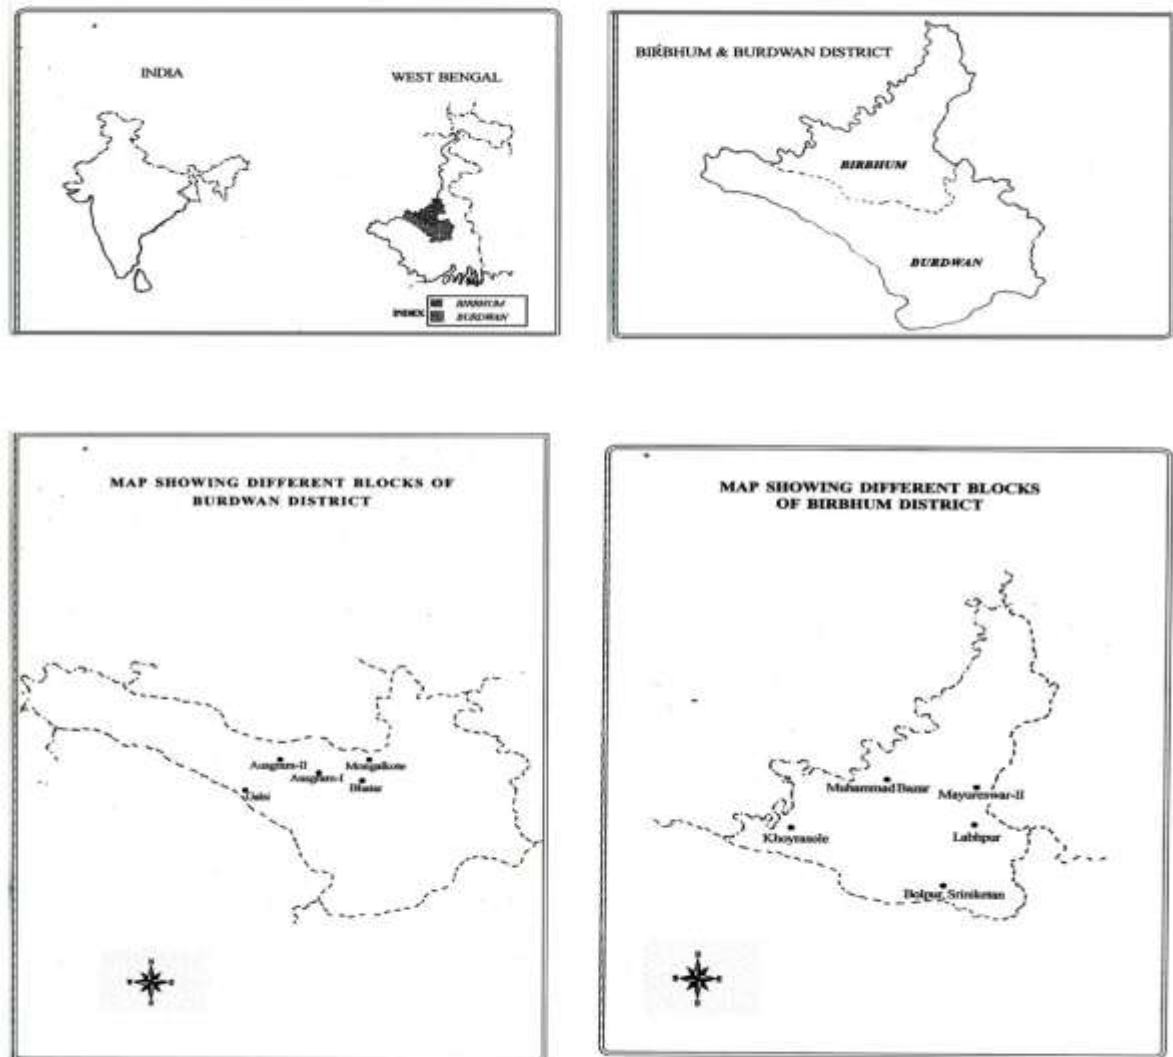 INDIA
WEST BENGAL
INDEX
BIRBHUM
BURDWAN
BIRBHUM & BURDWAN DISTRICT
BIRBHUM
BURDWAN
MAP SHOWING DIFFERENT BLOCKS OF
BURDWAN DISTRICT
Ausgram-II
Mongalkote
Ausgram-I
Bhatar
Galsi
MAP SHOWING DIFFERENT BLOCKS
OF BIRBHUM DISTRICT
Muhammad Bazar
Mayureswar-II
Khoyrasole
Labhpur
Bolpur, Sriniketan